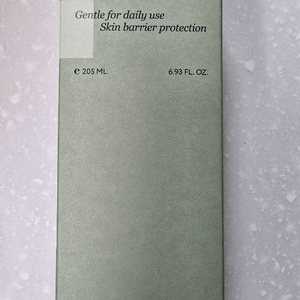 Gentle for daily use
Skin barrier protection
℮ 205 ML 6.93 FL. OZ.